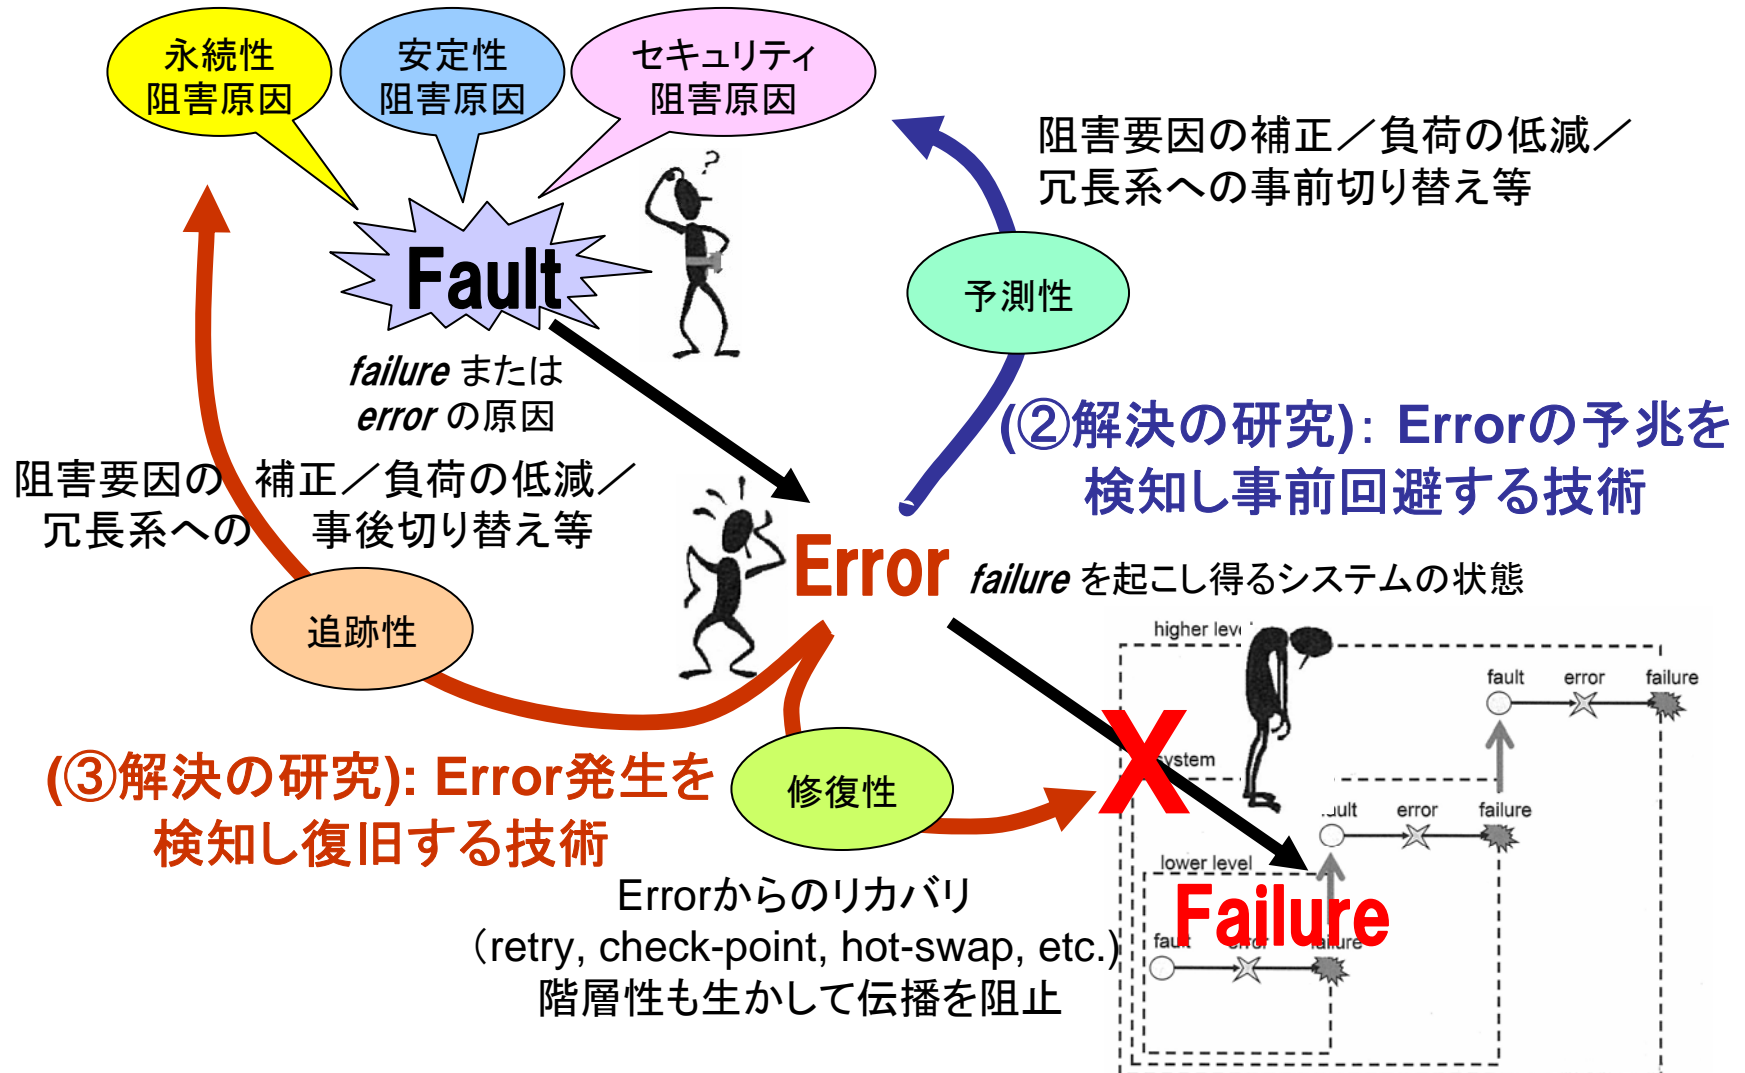 永続性
阻害原因
安定性
阻害原因
セキュリティ
阻害原因
?
Fault
failure または
error の原因
阻害要因の補正／負荷の低減／
冗長系への事前切り替え等
予測性
(②解決の研究): Errorの予兆を
検知し事前回避する技術
阻害要因の 補正／負荷の低減／
冗長系への 事後切り替え等
追跡性
Error
failure を起こし得るシステムの状態
(③解決の研究): Error発生を
検知し復旧する技術
修復性
Errorからのリカバリ
（retry, check-point, hot-swap, etc.)
階層性も生かして伝播を阻止
X
Failure
higher
fault error failure
system
error failure
lower level
failure